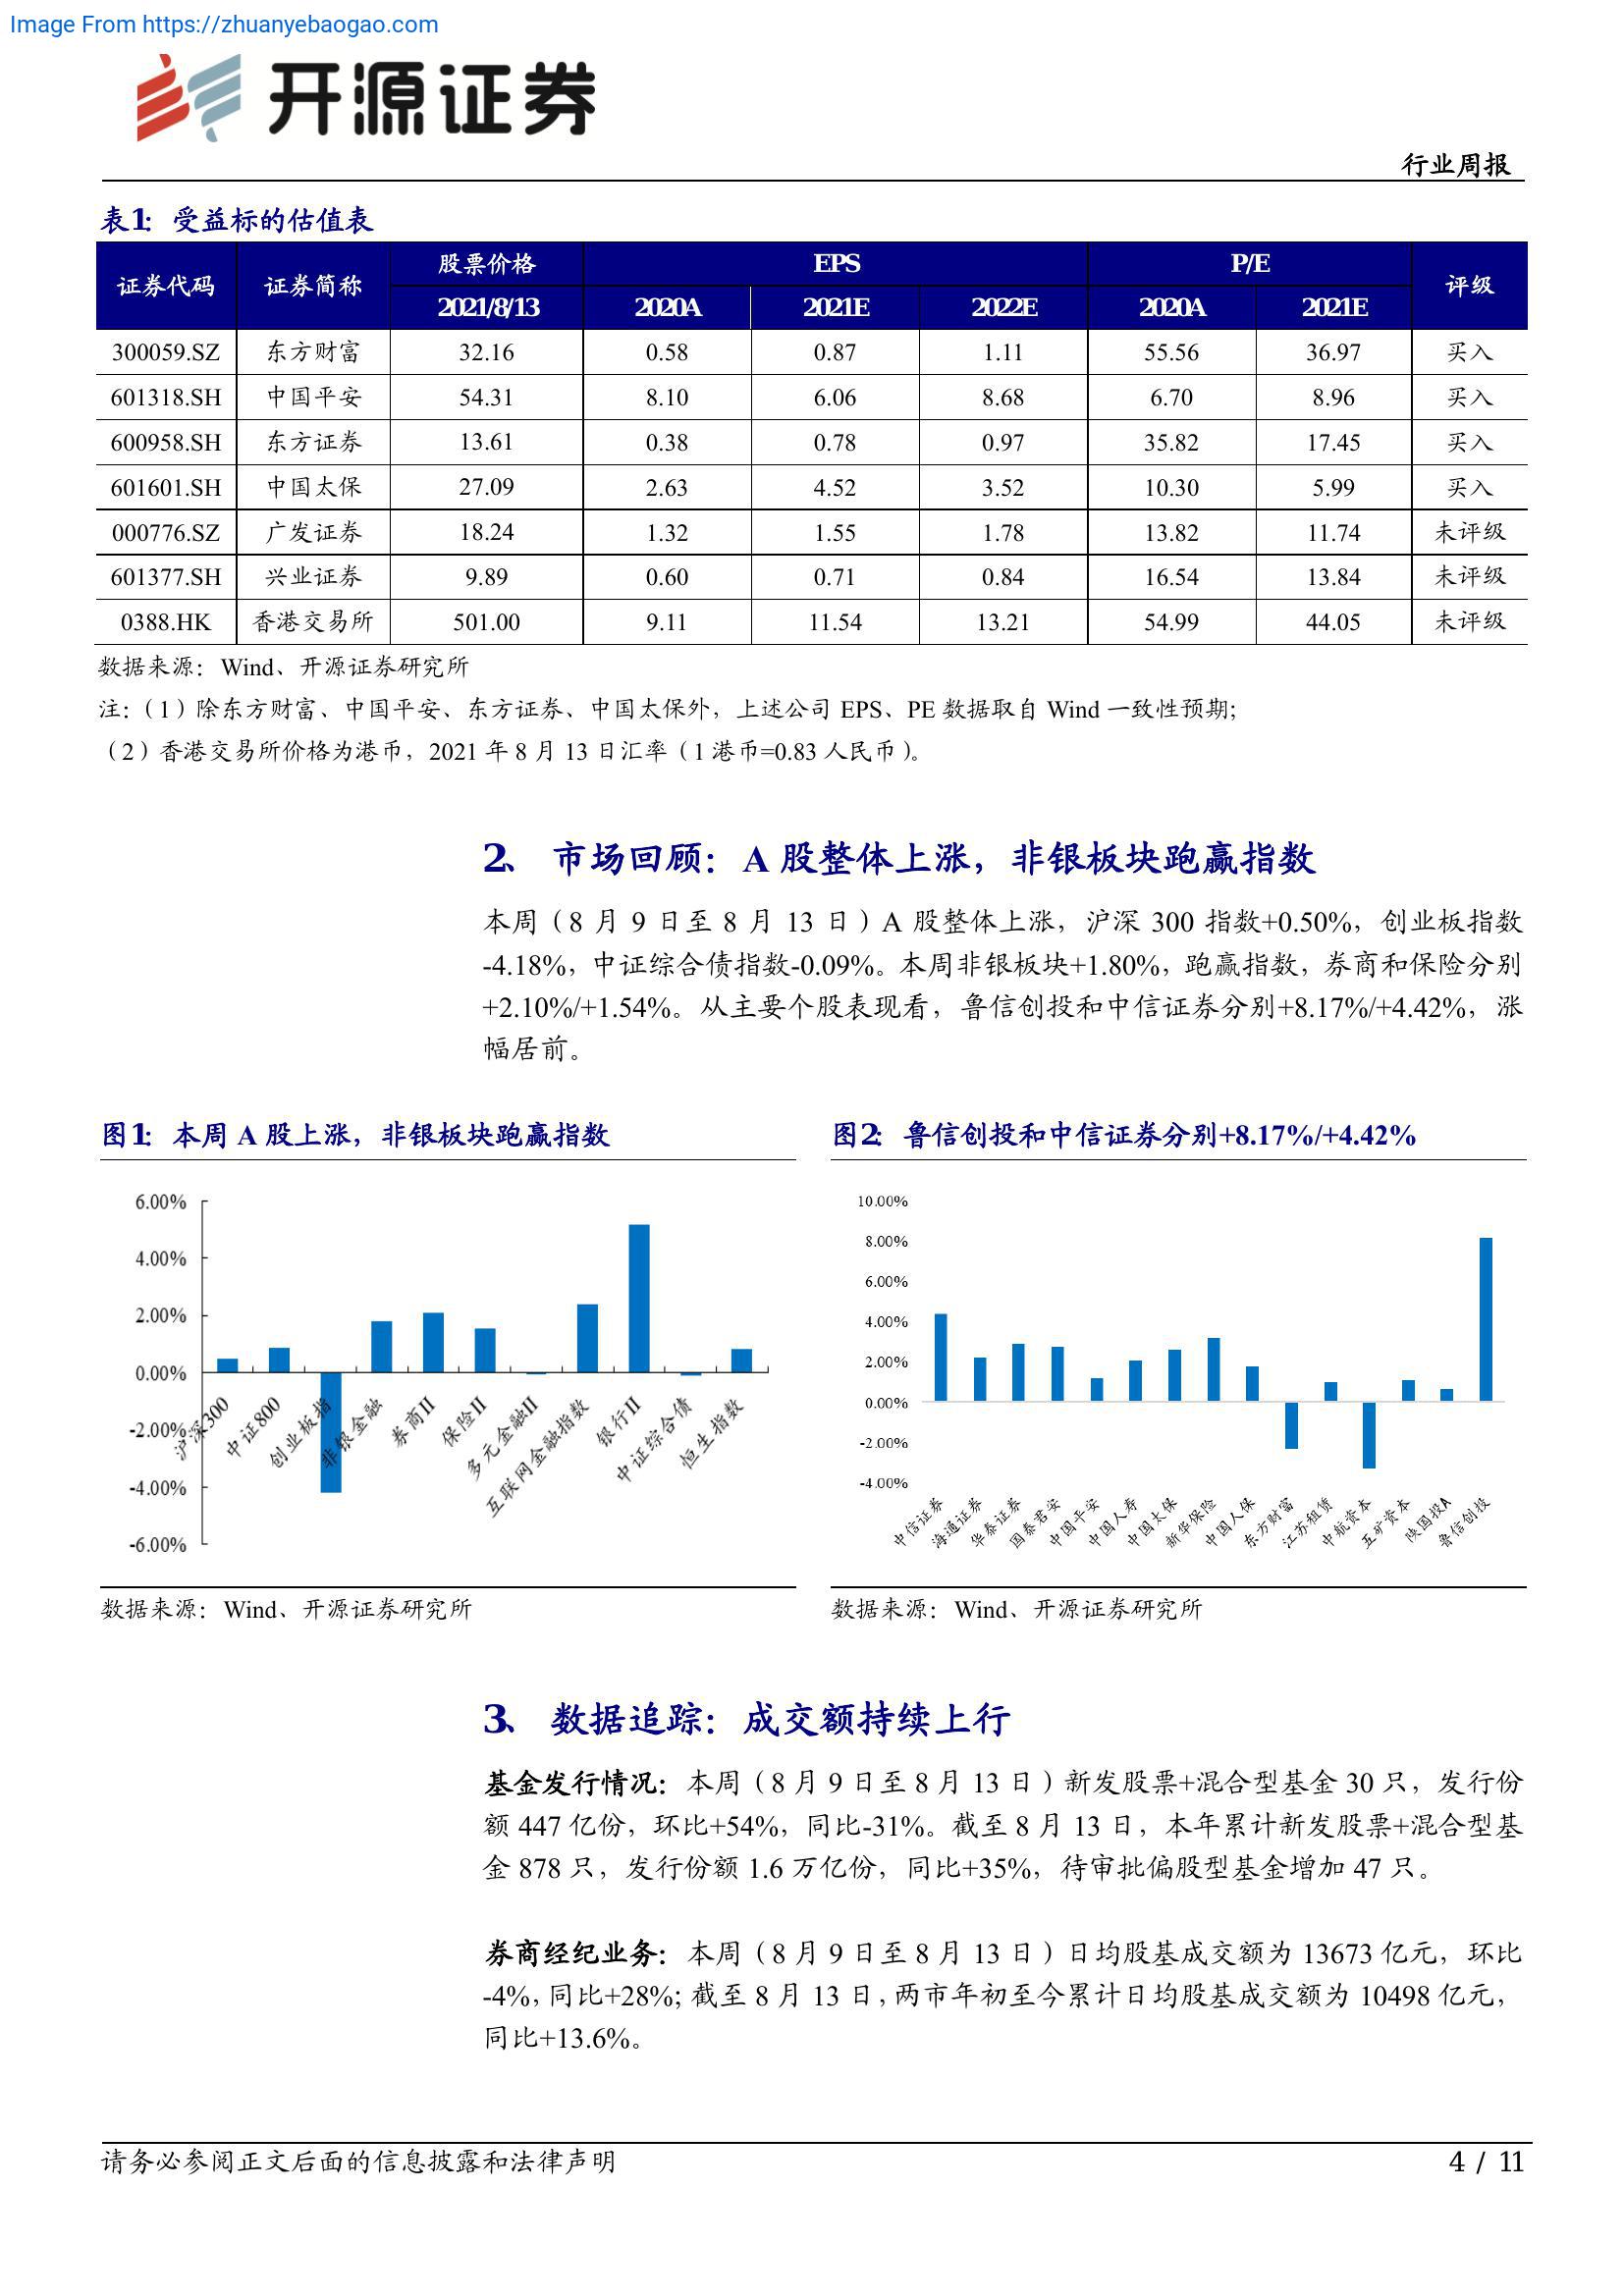 Image From https://zhuanyebaogao.com
开源证券
行业周报
表1：受益标的估值表
证券代码 证券简称 股票价格 EPS P/E 评级
2021/8/13 2020A 2021E 2022E 2020A 2021E
300059.SZ 东方财富 32.16 0.58 0.87 1.11 55.56 36.97 买入
601318.SH 中国平安 54.31 8.10 6.06 8.68 6.70 8.96 买入
600958.SH 东方证券 13.61 0.38 0.78 0.97 35.82 17.45 买入
601601.SH 中国太保 27.09 2.63 4.52 3.52 10.30 5.99 买入
000776.SZ 广发证券 18.24 1.32 1.55 1.78 13.82 11.74 未评级
601377.SH 兴业证券 9.89 0.60 0.71 0.84 16.54 13.84 未评级
0388.HK 香港交易所 501.00 9.11 11.54 13.21 54.99 44.05 未评级
数据来源：Wind、开源证券研究所
注：（1）除东方财富、中国平安、东方证券、中国太保外，上述公司 EPS、PE 数据取自 Wind 一致性预期；
（2）香港交易所价格为港币，2021 年 8 月 13 日汇率（1 港币=0.83 人民币）。
2、 市场回顾：A 股整体上涨，非银板块跑赢指数
本周（8 月 9 日至 8 月 13 日）A 股整体上涨，沪深 300 指数+0.50%，创业板指数
-4.18%，中证综合债指数-0.09%。本周非银板块+1.80%，跑赢指数，券商和保险分别
+2.10%/+1.54%。从主要个股表现看，鲁信创投和中信证券分别+8.17%/+4.42%，涨
幅居前。
图1：本周 A 股上涨，非银板块跑赢指数
6.00%
4.00%
2.00%
0.00%
-2.00%
-4.00%
-6.00%
沪深300 中证800 创业板指 非银金融 券商II 保险II 多元金融II 互联网金融指数 银行II 中证综合债 恒生指数
数据来源：Wind、开源证券研究所
图2：鲁信创投和中信证券分别+8.17%/+4.42%
10.00%
8.00%
6.00%
4.00%
2.00%
0.00%
-2.00%
-4.00%
中信证券 海通证券 华泰证券 国泰君安 中国平安 中国人寿 中国太保 新华保险 中国人保 东方财富 江苏租赁 中航资本 五矿资本 陕国投A 鲁信创投
数据来源：Wind、开源证券研究所
3、 数据追踪：成交额持续上行
基金发行情况：本周（8 月 9 日至 8 月 13 日）新发股票+混合型基金 30 只，发行份
额 447 亿份，环比+54%，同比-31%。截至 8 月 13 日，本年累计新发股票+混合型基
金 878 只，发行份额 1.6 万亿份，同比+35%，待审批偏股型基金增加 47 只。
券商经纪业务：本周（8 月 9 日至 8 月 13 日）日均股基成交额为 13673 亿元，环比
-4%，同比+28%；截至 8 月 13 日，两市年初至今累计日均股基成交额为 10498 亿元，
同比+13.6%。
请务必参阅正文后面的信息披露和法律声明
4 / 11